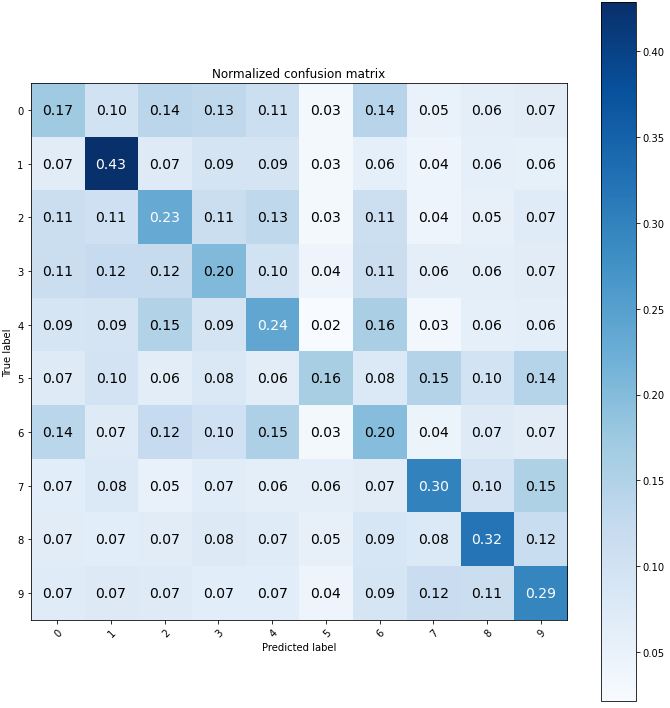 Normalized confusion matrix
0 0.17 0.10 0.14 0.13 0.11 0.03 0.14 0.05 0.06 0.07
1 0.07 0.43 0.07 0.09 0.09 0.03 0.06 0.04 0.06 0.06
2 0.11 0.11 0.23 0.11 0.13 0.03 0.11 0.04 0.05 0.07
3 0.11 0.12 0.12 0.20 0.10 0.04 0.11 0.06 0.06 0.07
4 0.09 0.09 0.15 0.09 0.24 0.02 0.16 0.03 0.06 0.06
5 0.07 0.10 0.06 0.08 0.06 0.16 0.08 0.15 0.10 0.14
6 0.14 0.07 0.12 0.10 0.15 0.03 0.20 0.04 0.07 0.07
7 0.07 0.08 0.05 0.07 0.06 0.06 0.07 0.30 0.10 0.15
8 0.07 0.07 0.07 0.08 0.07 0.05 0.09 0.08 0.32 0.12
9 0.07 0.07 0.07 0.07 0.07 0.04 0.09 0.12 0.11 0.29
0 1 2 3 4 5 6 7 8 9
Predicted label
True label
0.40
0.35
0.30
0.25
0.20
0.15
0.10
0.05